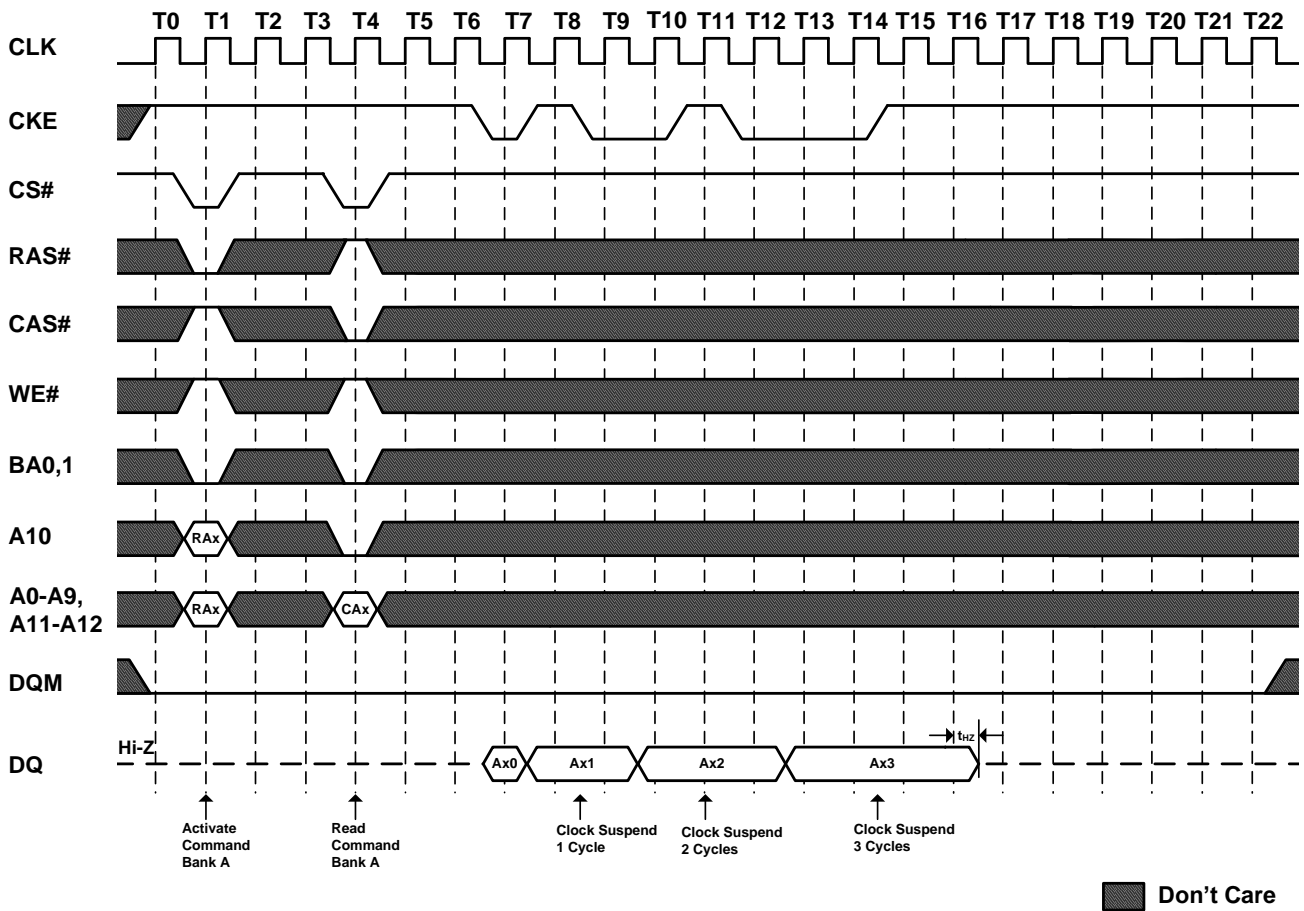 T0 T1 T2 T3 T4 T5 T6 T7 T8 T9 T10 T11 T12 T13 T14 T15 T16 T17 T18 T19 T20 T21 T22
CLK
CKE
CS#
RAS#
CAS#
WE#
BA0,1
A10
RAx
A0-A9,
A11-A12
RAx
CAx
DQM
tHZ
Hi-Z
DQ
Ax0
Ax1
Ax2
Ax3
Activate
Command
Bank A
Read
Command
Bank A
Clock Suspend
1 Cycle
Clock Suspend
2 Cycles
Clock Suspend
3 Cycles
Don't Care